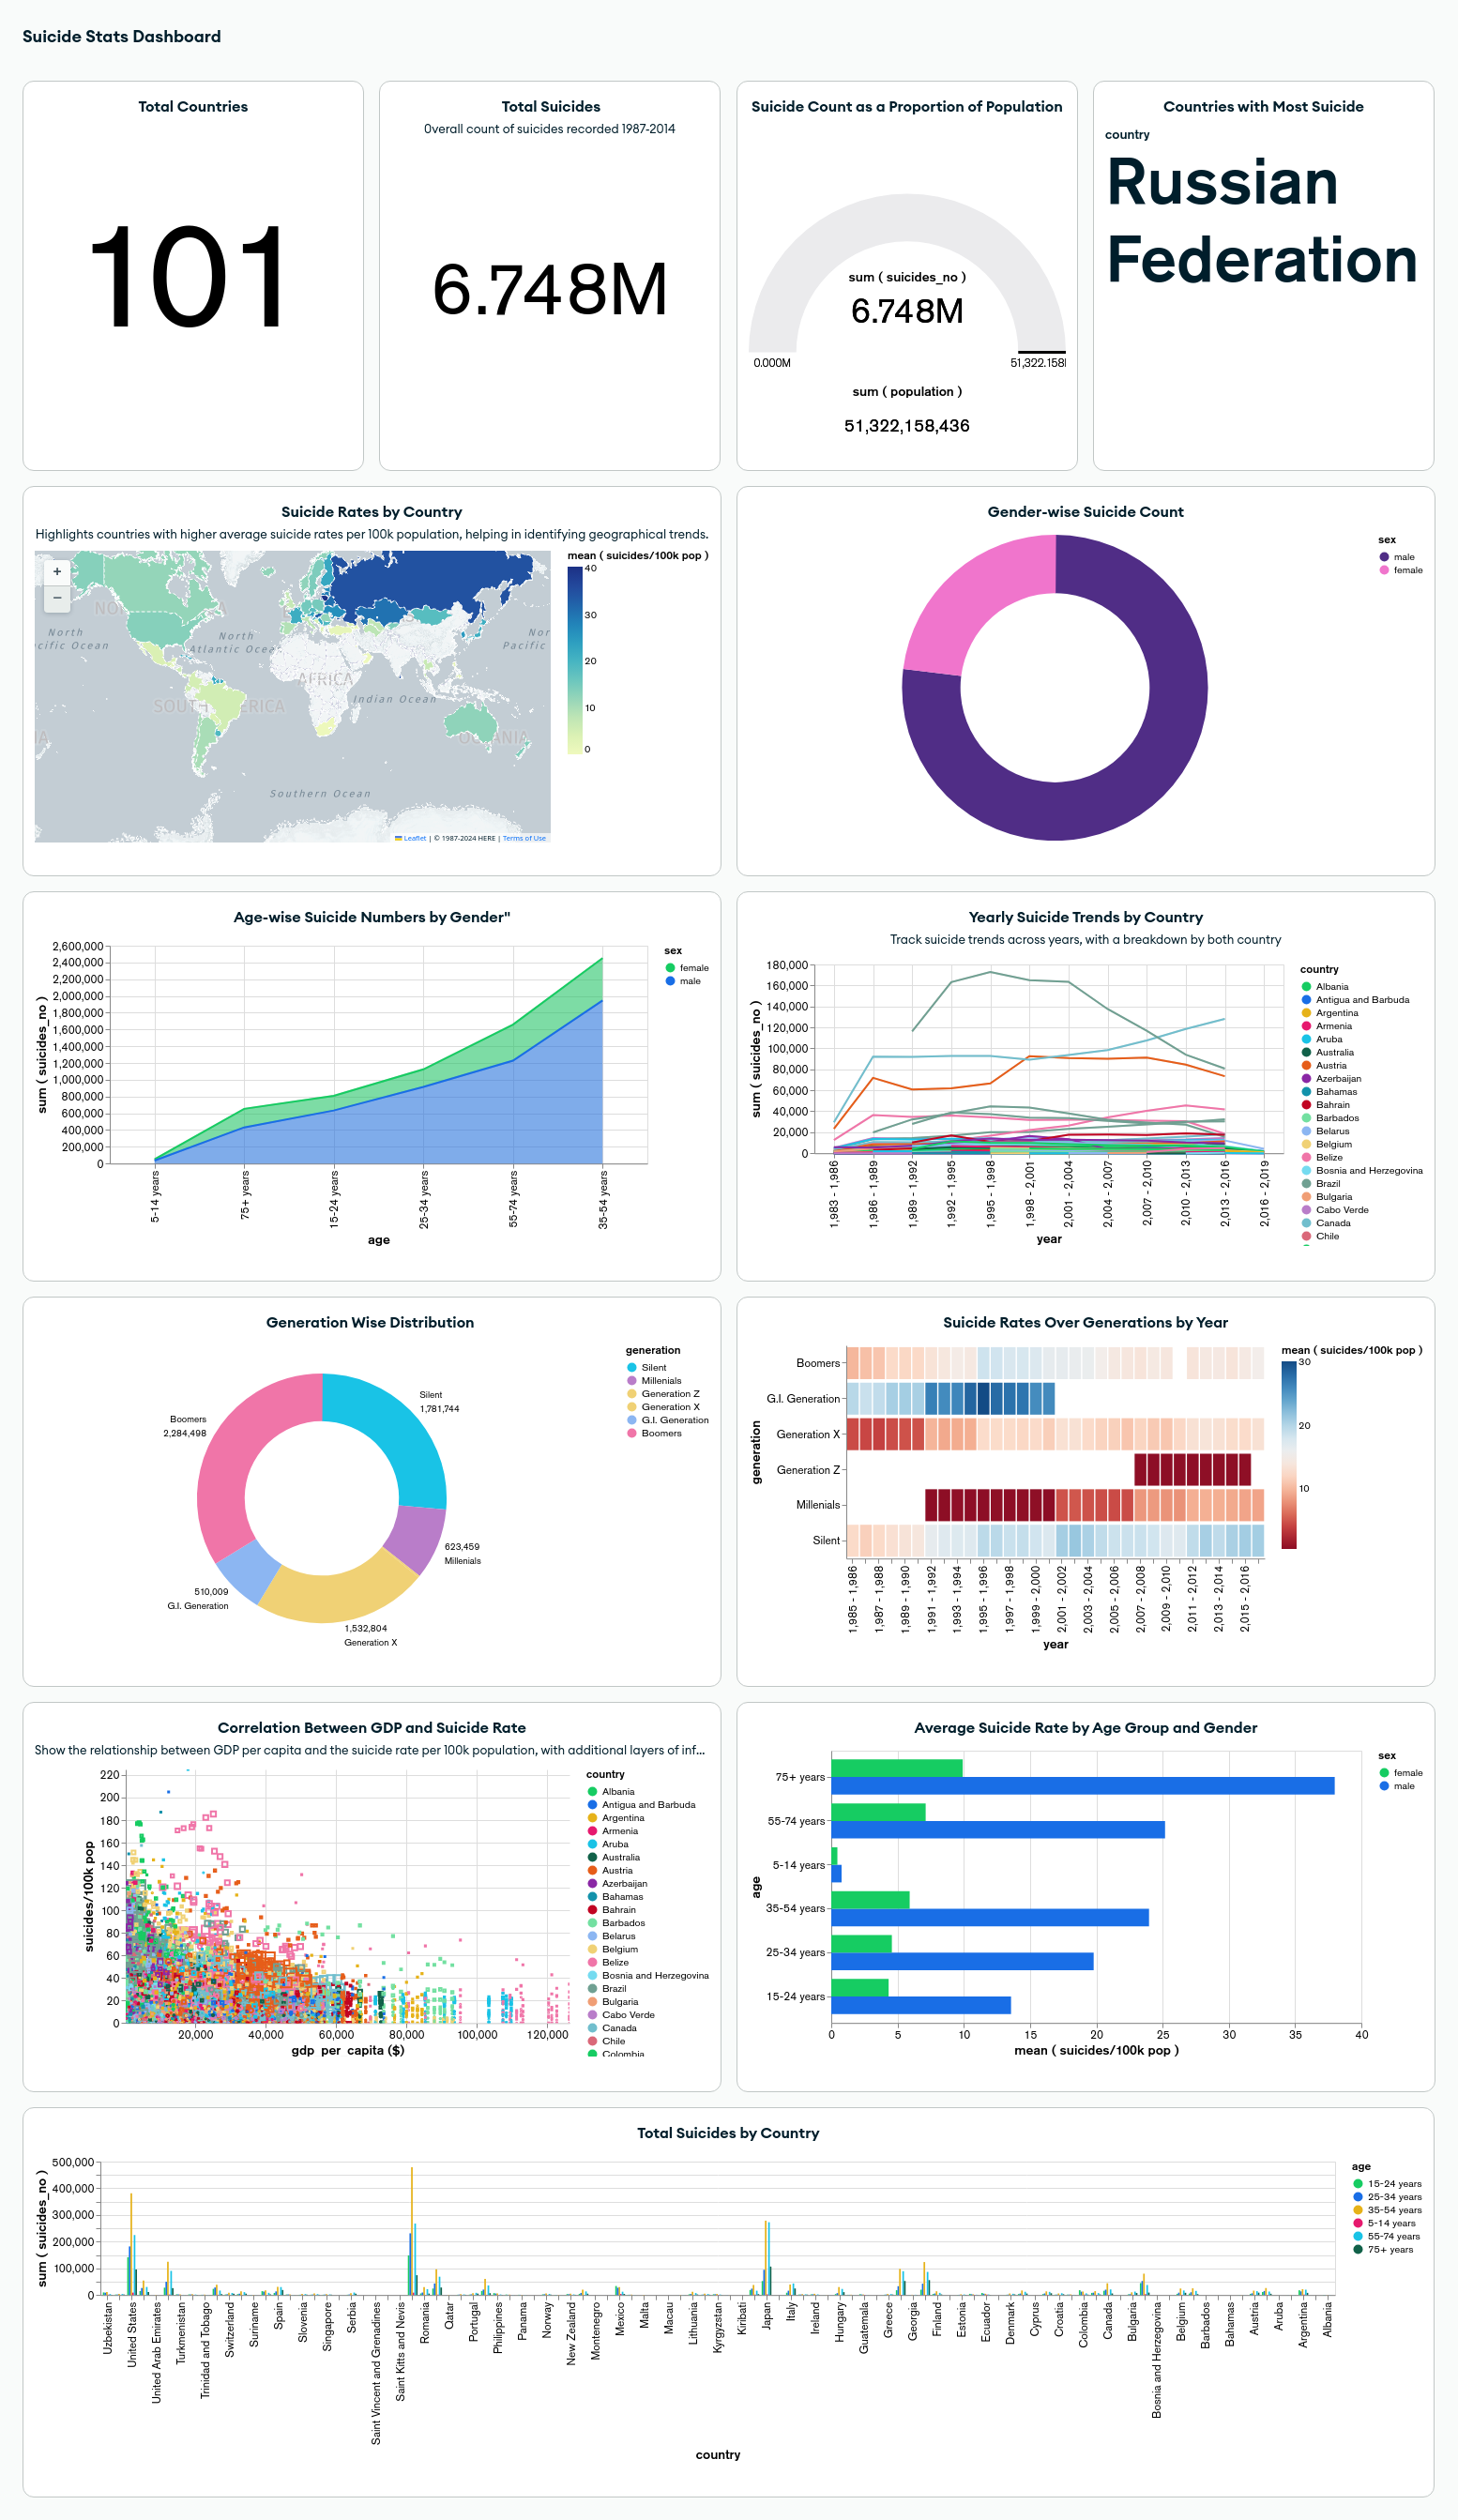 Suicide Stats Dashboard
Total Countries
101
Total Suicides
Overall count of suicides recorded 1987-2014
6.748M
Suicide Count as a Proportion of Population
sum ( suicides_no )
6.748M
0.000M
51,322.158
sum ( population )
51,322,158,436
Countries with Most Suicide
country
Russian
Federation
Suicide Rates by Country
Highlights countries with higher average suicide rates per 100k population, helping in identifying geographical trends.
+
−
North
cific Ocean
North
Atlantic Ocea
Nor
Pacific
AFRICA
Indian Ocean
Southern Ocean
Leaflet | © 1987-2024 HERE | Terms of Use
mean ( suicides/100k pop )
40
30
20
10
0
Gender-wise Suicide Count
sex
male
female
Age-wise Suicide Numbers by Gender"
sum ( suicides_no )
2,600,000
2,400,000
2,200,000
2,000,000
1,800,000
1,600,000
1,400,000
1,200,000
1,000,000
800,000
600,000
400,000
200,000
0
5-14 years
75+ years
15-24 years
25-34 years
55-74 years
35-54 years
age
sex
female
male
Yearly Suicide Trends by Country
Track suicide trends across years, with a breakdown by both country
sum ( suicides_no )
180,000
160,000
140,000
120,000
100,000
80,000
60,000
40,000
20,000
0
1,983 - 1,986
1,986 - 1,989
1,989 - 1,992
1,992 - 1,995
1,995 - 1,998
1,998 - 2,001
2,001 - 2,004
2,004 - 2,007
2,007 - 2,010
2,010 - 2,013
2,013 - 2,016
2,016 - 2,019
year
country
Albania
Antigua and Barbuda
Argentina
Armenia
Aruba
Australia
Austria
Azerbaijan
Bahamas
Bahrain
Barbados
Belarus
Belgium
Belize
Bosnia and Herzegovina
Brazil
Bulgaria
Cabo Verde
Canada
Chile
Generation Wise Distribution
Silent
1,781,744
623,459
Millenials
1,532,804
Generation X
510,009
G.I. Generation
Boomers
2,284,498
generation
Silent
Millenials
Generation Z
Generation X
G.I. Generation
Boomers
Suicide Rates Over Generations by Year
generation
Boomers
G.I. Generation
Generation X
Generation Z
Millenials
Silent
1,985 - 1,986
1,987 - 1,988
1,989 - 1,990
1,991 - 1,992
1,993 - 1,994
1,995 - 1,996
1,997 - 1,998
1,999 - 2,000
2,001 - 2,002
2,003 - 2,004
2,005 - 2,006
2,007 - 2,008
2,009 - 2,010
2,011 - 2,012
2,013 - 2,014
2,015 - 2,016
year
mean ( suicides/100k pop )
30
20
10
Correlation Between GDP and Suicide Rate
Show the relationship between GDP per capita and the suicide rate per 100k population, with additional layers of inf...
suicides/100k pop
220
200
180
160
140
120
100
80
60
40
20
0
20,000
40,000
60,000
80,000
100,000
120,000
gdp per capita ($)
country
Albania
Antigua and Barbuda
Argentina
Armenia
Aruba
Australia
Austria
Azerbaijan
Bahamas
Bahrain
Barbados
Belarus
Belgium
Belize
Bosnia and Herzegovina
Brazil
Bulgaria
Cabo Verde
Canada
Chile
Colombia
Average Suicide Rate by Age Group and Gender
age
75+ years
55-74 years
5-14 years
35-54 years
25-34 years
15-24 years
0
5
10
15
20
25
30
35
40
mean ( suicides/100k pop )
sex
female
male
Total Suicides by Country
sum ( suicides_no )
500,000
400,000
300,000
200,000
100,000
0
Uzbekistan
United States
United Arab Emirates
Turkmenistan
Trinidad and Tobago
Switzerland
Suriname
Spain
Slovenia
Singapore
Serbia
Saint Vincent and Grenadines
Saint Kitts and Nevis
Romania
Qatar
Portugal
Philippines
Panama
Norway
New Zealand
Montenegro
Mexico
Malta
Macau
Lithuania
Kyrgyzstan
Kiribati
Japan
Italy
Ireland
Hungary
Guatemala
Greece
Georgia
Finland
Estonia
Ecuador
Denmark
Cyprus
Croatia
Colombia
Canada
Bulgaria
Bosnia and Herzegovina
Belgium
Barbados
Bahamas
Austria
Aruba
Argentina
Albania
country
age
15-24 years
25-34 years
35-54 years
5-14 years
55-74 years
75+ years